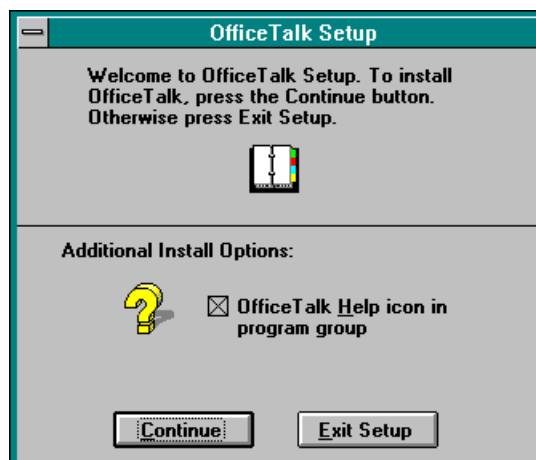 OfficeTalk Setup
Welcome to OfficeTalk Setup. To install
OfficeTalk, press the Continue button.
Otherwise press Exit Setup.
Additional Install Options:
OfficeTalk Help icon in
program group
Continue
Exit Setup